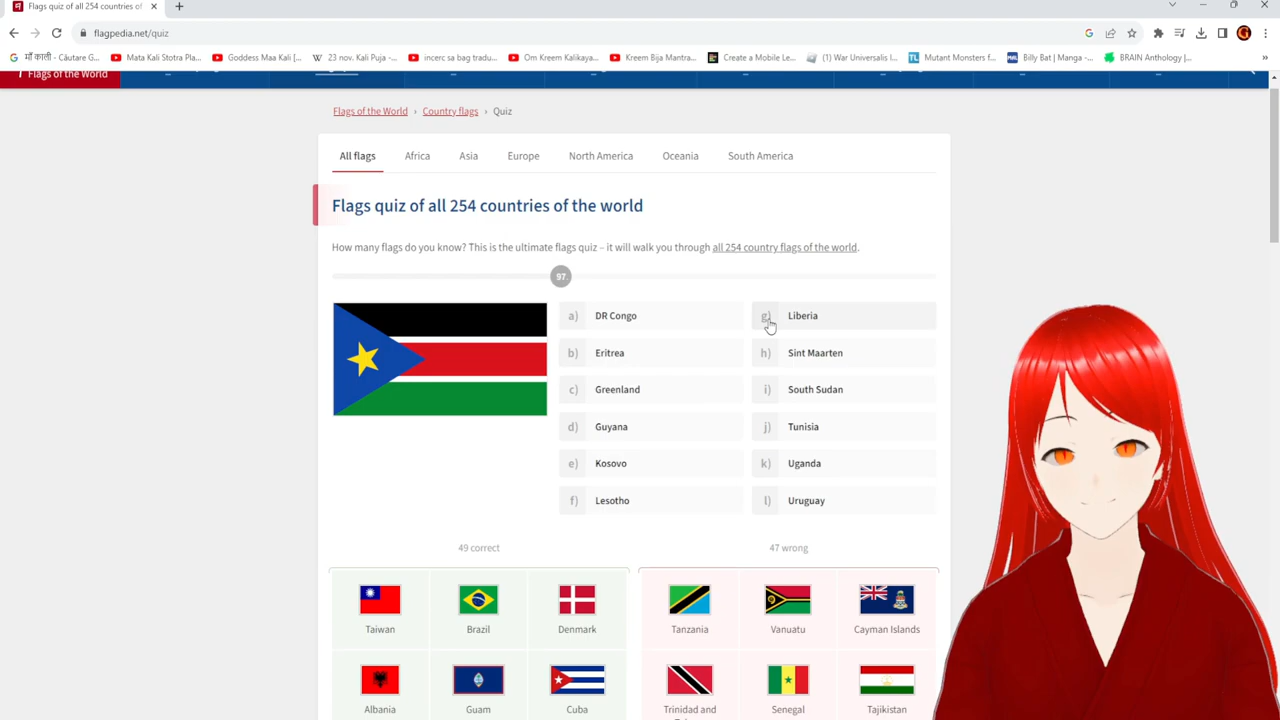 Flags quiz of all 254 countries of
flagpedia.net/quiz
माँ काली - Căutare G...
Mata Kali Stotra Pla...
Goddess Maa Kali [...
23 nov. Kali Puja -...
incerc sa bag tradu...
Om Kreem Kalikaya...
Kreem Bija Mantra...
Create a Mobile Le...
(1) War Universalis I...
Mutant Monsters f...
Billy Bat | Manga -...
BRAIN Anthology |...
Flags of the World
Flags of the World › Country flags › Quiz
All flags Africa Asia Europe North America Oceania South America
Flags quiz of all 254 countries of the world
How many flags do you know? This is the ultimate flags quiz – it will walk you through all 254 country flags of the world.
97
a) DR Congo
b) Eritrea
c) Greenland
d) Guyana
e) Kosovo
f) Lesotho
g) Liberia
h) Sint Maarten
i) South Sudan
j) Tunisia
k) Uganda
l) Uruguay
49 correct
47 wrong
Taiwan Brazil Denmark
Tanzania Vanuatu Cayman Islands
Albania Guam Cuba
Trinidad and Senegal Tajikistan